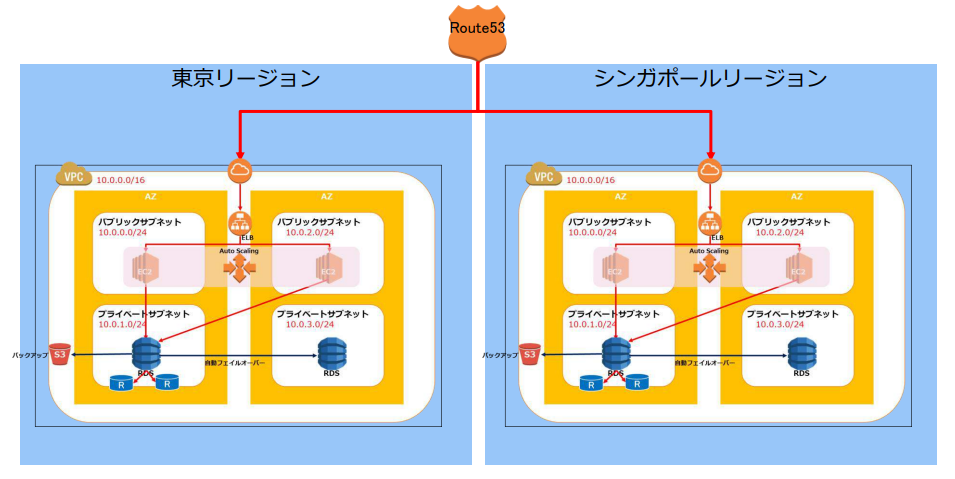 Route53
東京リージョン
VPC
10.0.0.0/16
AZ
AZ
パブリックサブネット
10.0.0.0/24
パブリックサブネット
10.0.2.0/24
ELB
Auto Scaling
EC2
EC2
プライベートサブネット
10.0.1.0/24
プライベートサブネット
10.0.3.0/24
バックアップ
S3
自動フェイルオーバー
RDS
RDS
R
R
シンガポールリージョン
VPC
10.0.0.0/16
AZ
AZ
パブリックサブネット
10.0.0.0/24
パブリックサブネット
10.0.2.0/24
ELB
Auto Scaling
EC2
EC2
プライベートサブネット
10.0.1.0/24
プライベートサブネット
10.0.3.0/24
バックアップ
S3
自動フェイルオーバー
RDS
RDS
R
R